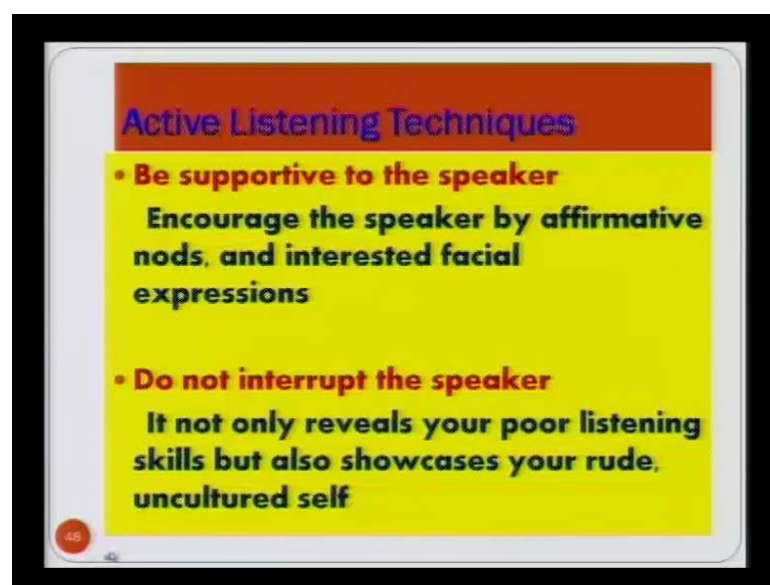 Active Listening Techniques
• Be supportive to the speaker
Encourage the speaker by affirmative
nods, and interested facial
expressions
• Do not interrupt the speaker
It not only reveals your poor listening
skills but also showcases your rude,
uncultured self
48